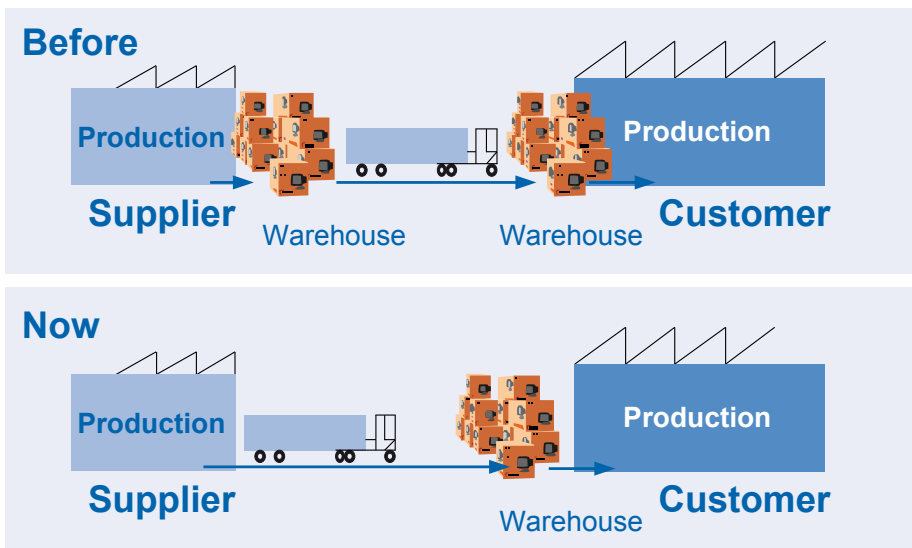 Before
Production
Production
Supplier
Customer
Warehouse
Warehouse
Now
Production
Production
Supplier
Customer
Warehouse